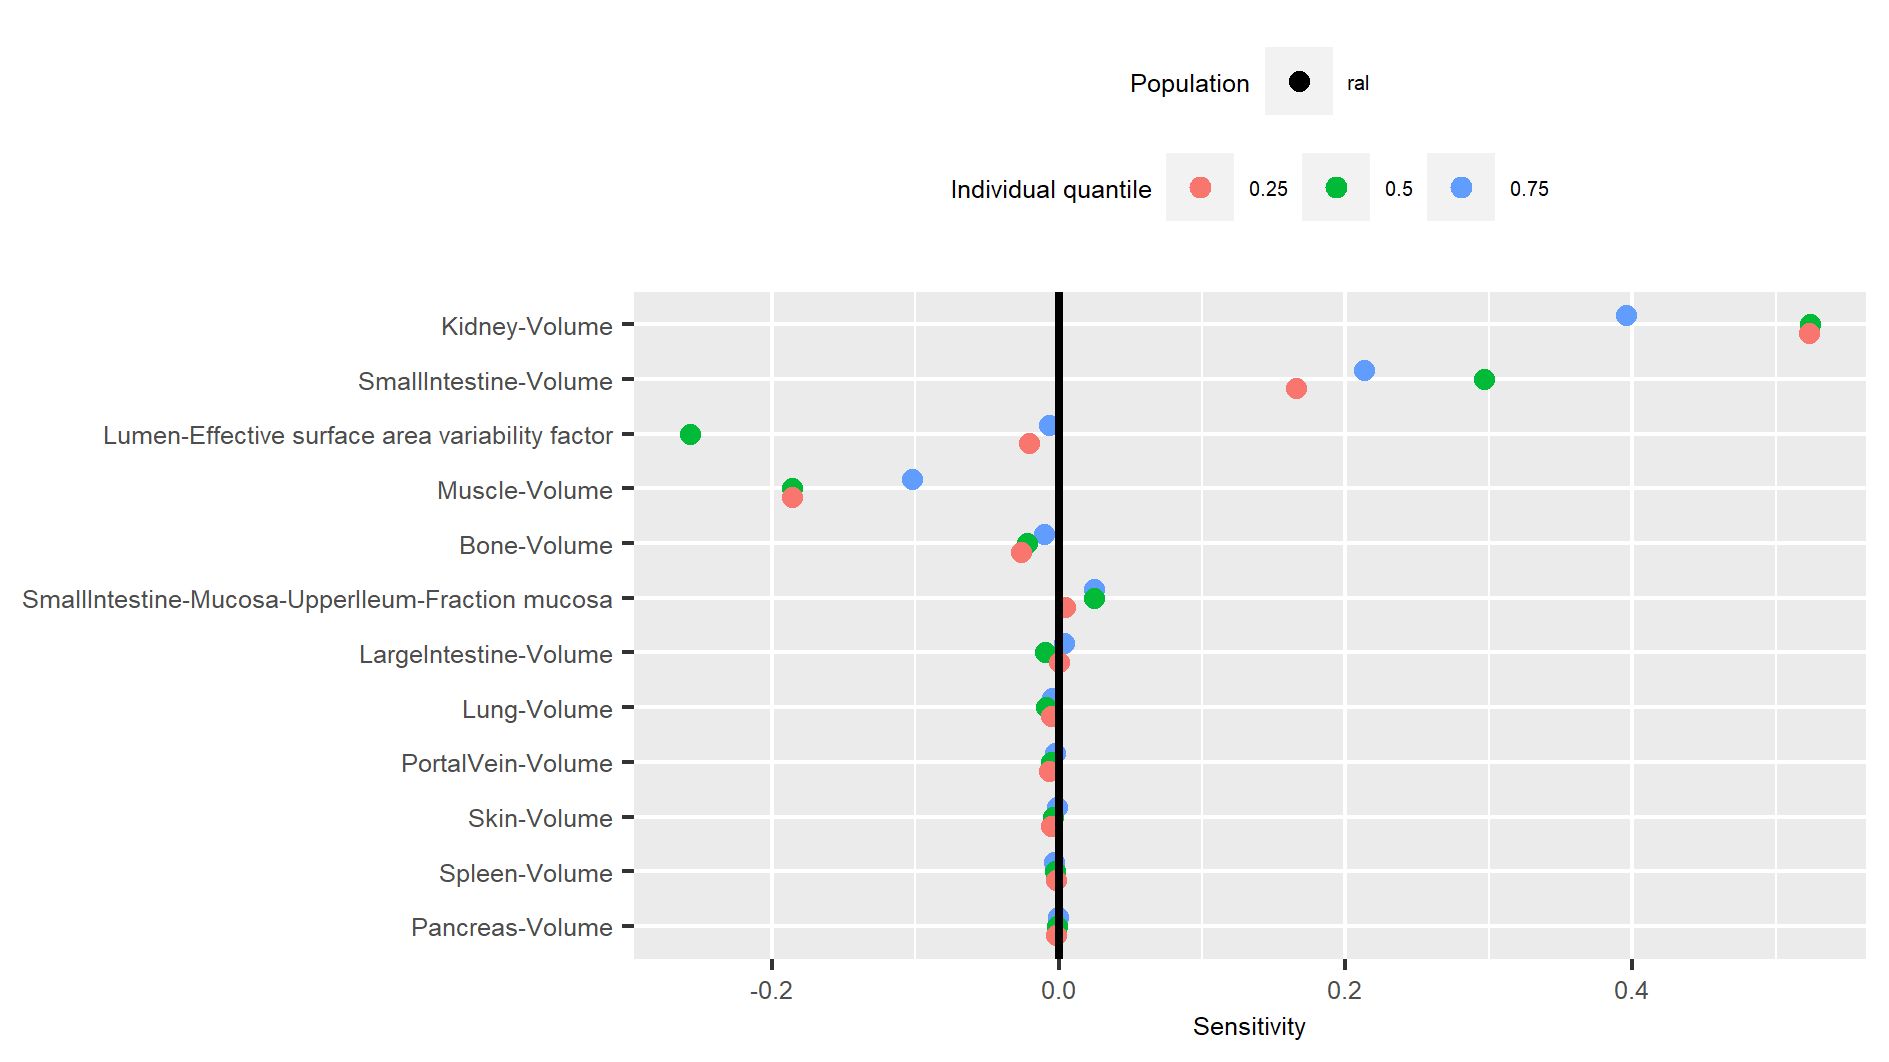 Population ral
Individual quantile 0.25 0.5 0.75
Kidney-Volume
SmallIntestine-Volume
Lumen-Effective surface area variability factor
Muscle-Volume
Bone-Volume
SmallIntestine-Mucosa-UpperIleum-Fraction mucosa
LargeIntestine-Volume
Lung-Volume
PortalVein-Volume
Skin-Volume
Spleen-Volume
Pancreas-Volume
-0.2 0.0 0.2 0.4
Sensitivity